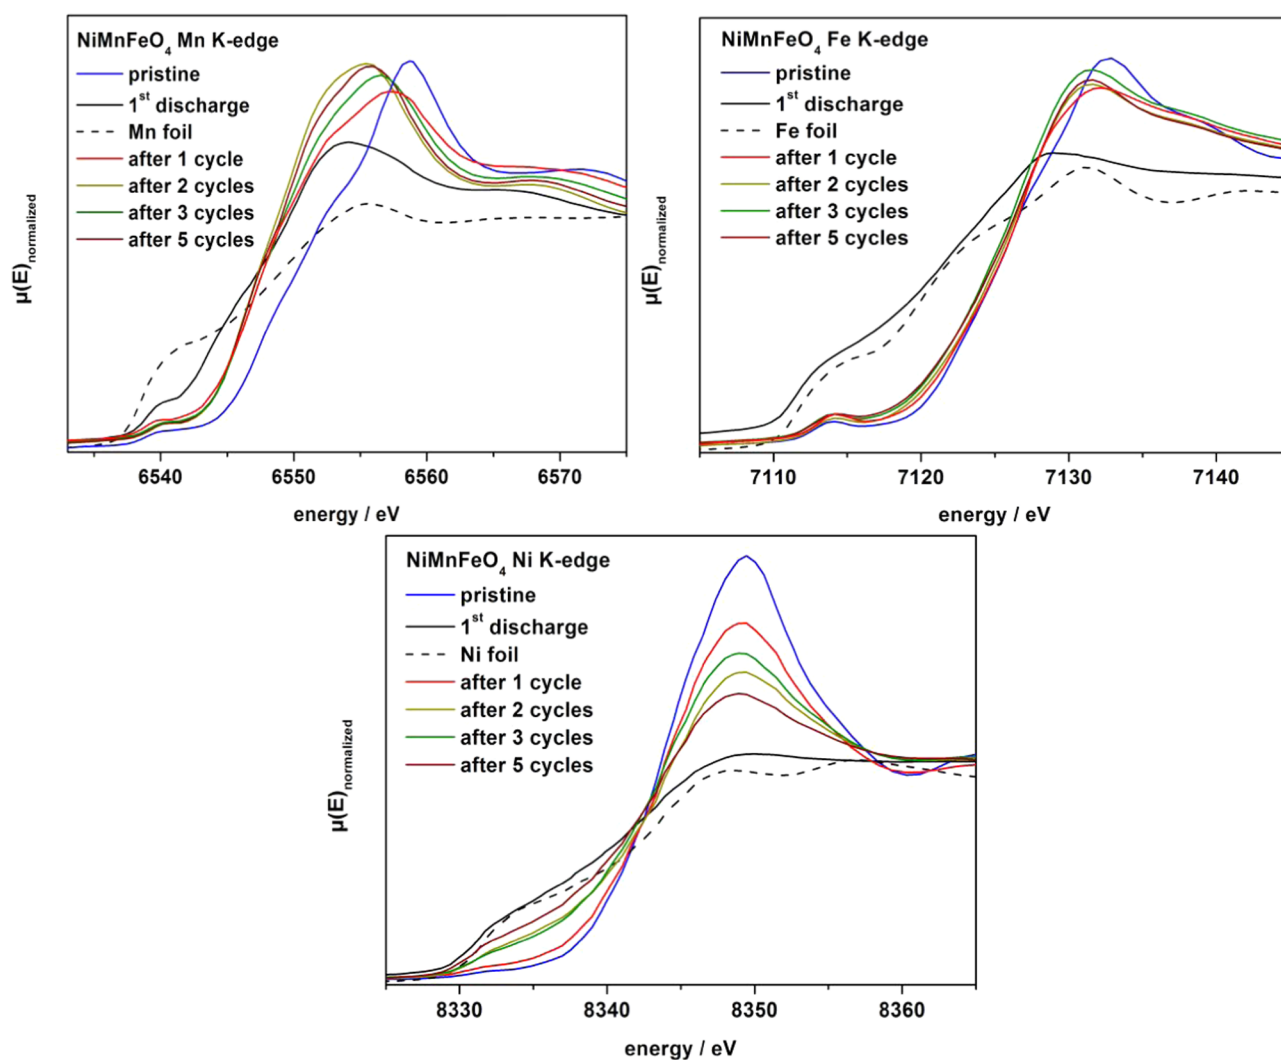 NiMnFeO₄ Mn K-edge
pristine
1ˢᵗ discharge
Mn foil
after 1 cycle
after 2 cycles
after 3 cycles
after 5 cycles
μ(E)normalized
6540 6550 6560 6570
energy / eV
NiMnFeO₄ Fe K-edge
pristine
1ˢᵗ discharge
Fe foil
after 1 cycle
after 2 cycles
after 3 cycles
after 5 cycles
μ(E)normalized
7110 7120 7130 7140
energy / eV
NiMnFeO₄ Ni K-edge
pristine
1ˢᵗ discharge
Ni foil
after 1 cycle
after 2 cycles
after 3 cycles
after 5 cycles
μ(E)normalized
8330 8340 8350 8360
energy / eV